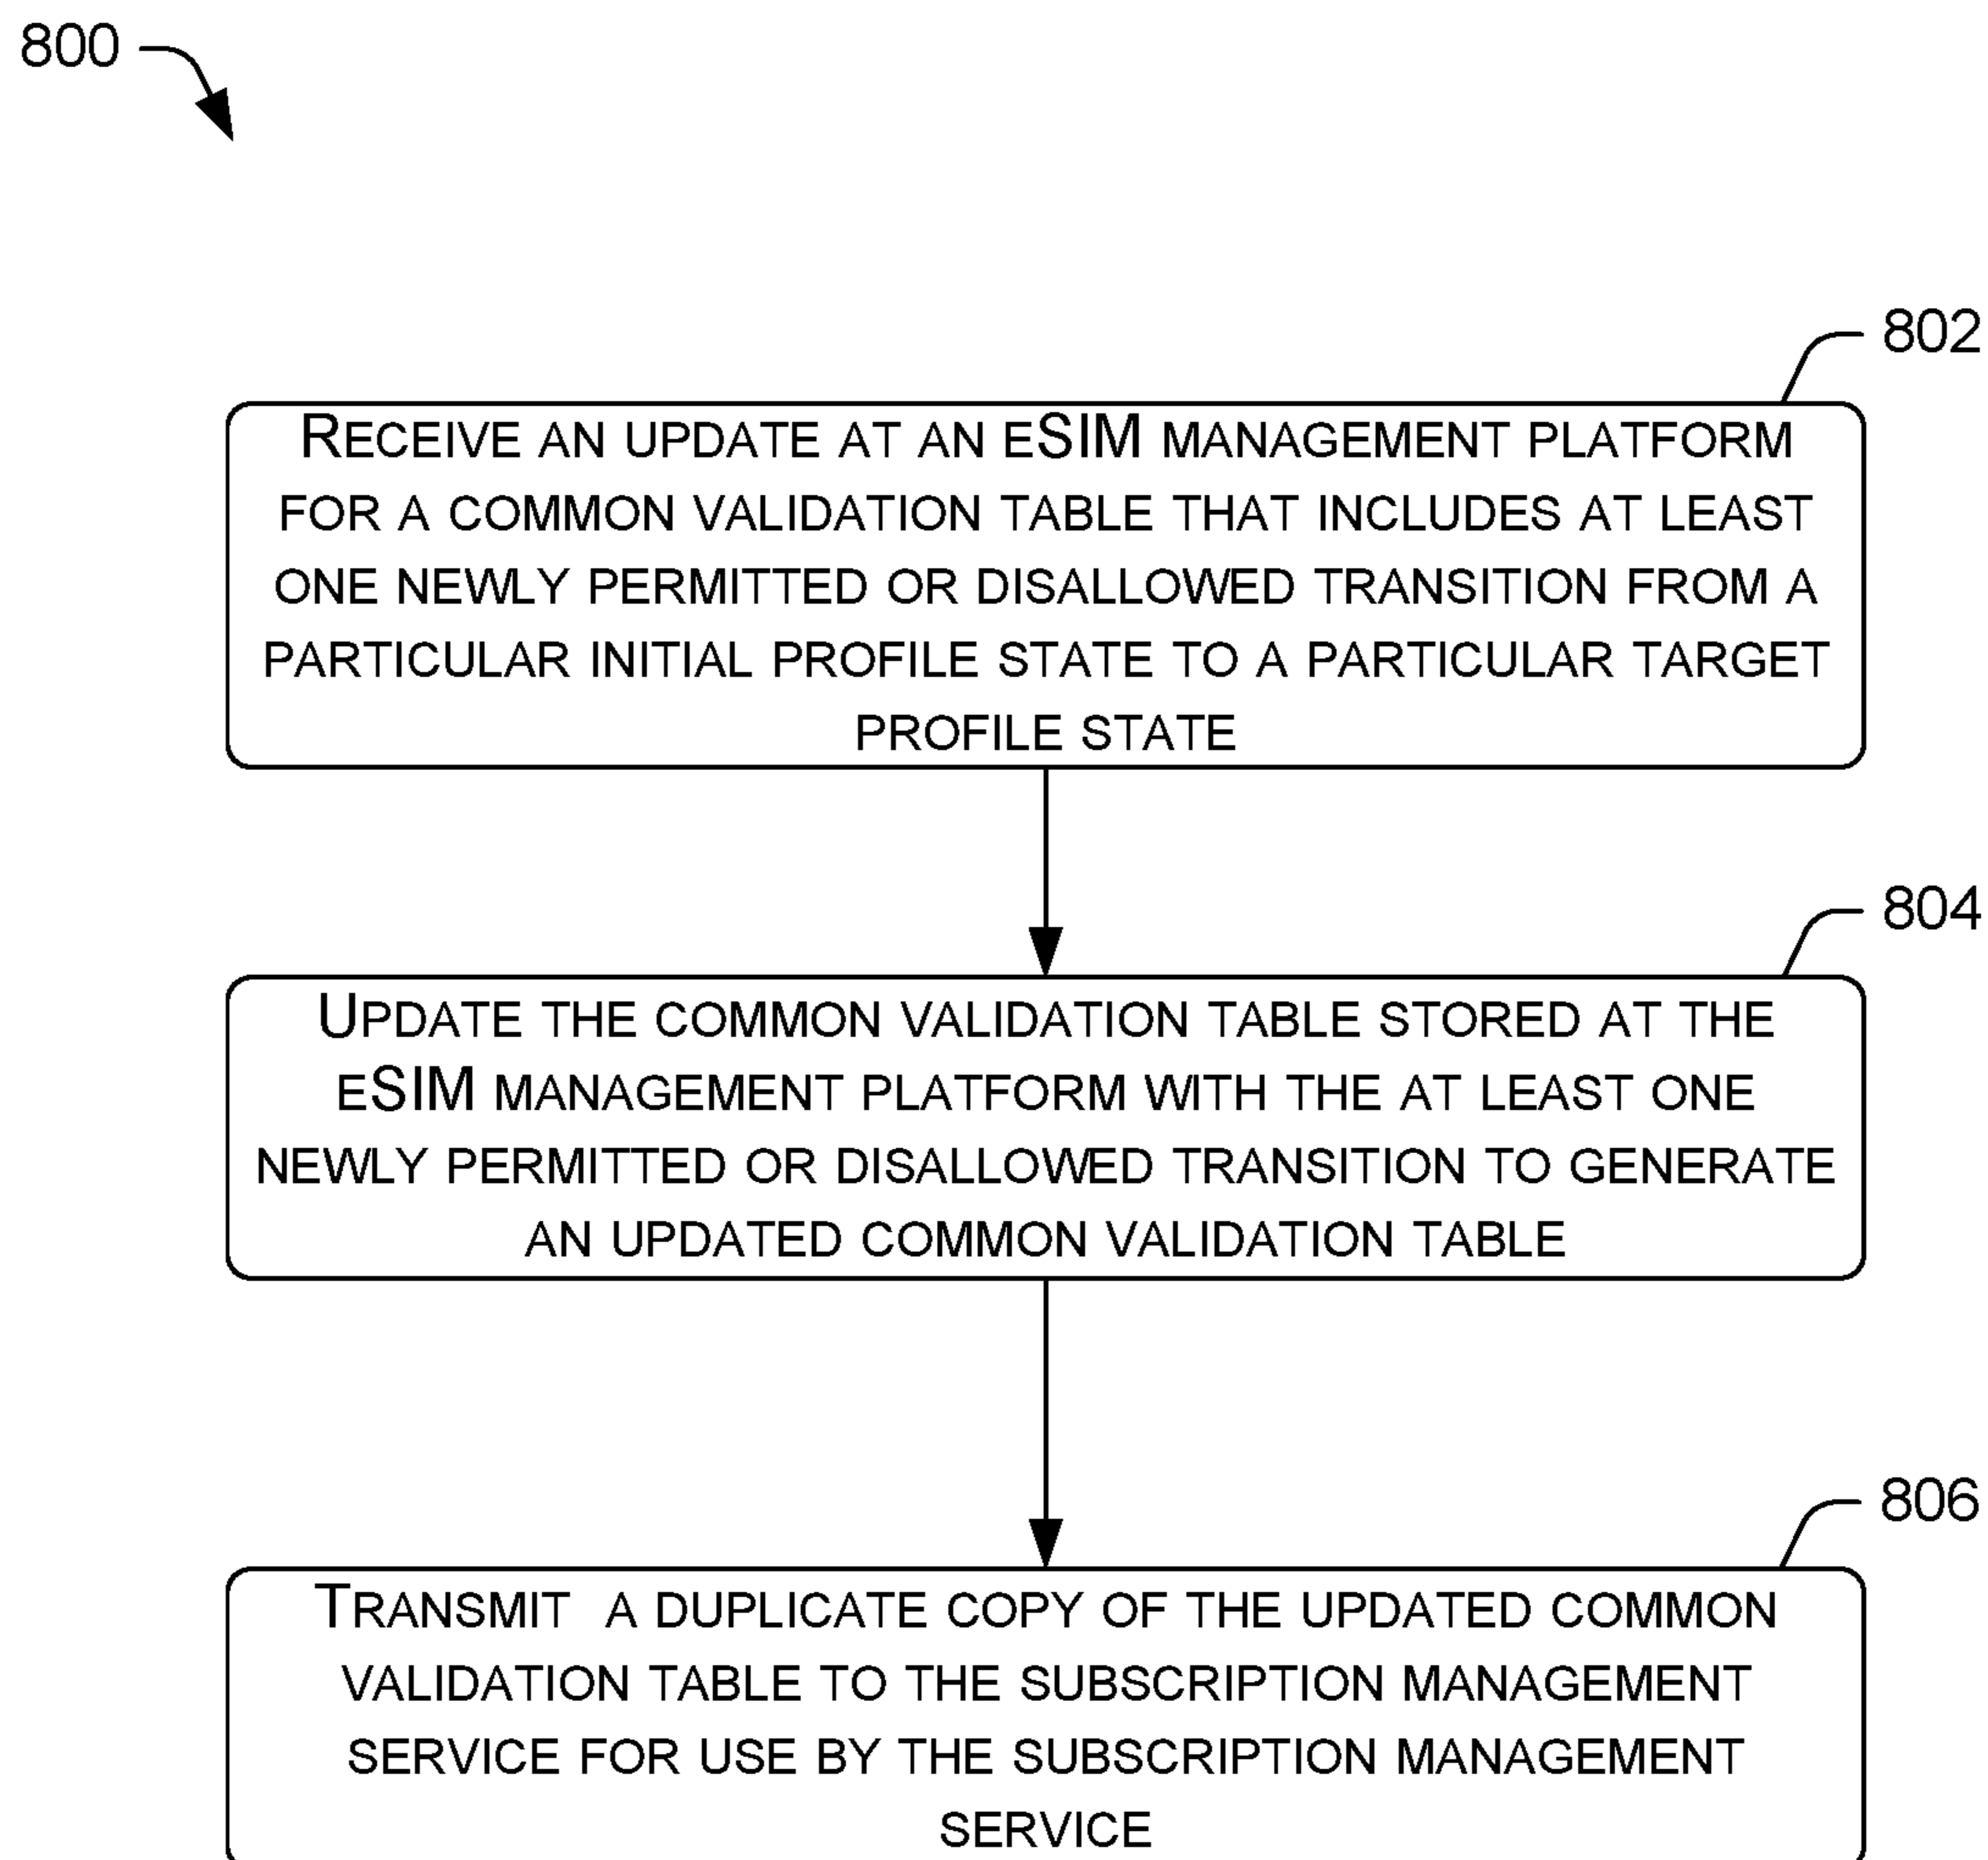 800
802
RECEIVE AN UPDATE AT AN ESIM MANAGEMENT PLATFORM
FOR A COMMON VALIDATION TABLE THAT INCLUDES AT LEAST
ONE NEWLY PERMITTED OR DISALLOWED TRANSITION FROM A
PARTICULAR INITIAL PROFILE STATE TO A PARTICULAR TARGET
PROFILE STATE
804
UPDATE THE COMMON VALIDATION TABLE STORED AT THE
ESIM MANAGEMENT PLATFORM WITH THE AT LEAST ONE
NEWLY PERMITTED OR DISALLOWED TRANSITION TO GENERATE
AN UPDATED COMMON VALIDATION TABLE
806
TRANSMIT A DUPLICATE COPY OF THE UPDATED COMMON
VALIDATION TABLE TO THE SUBSCRIPTION MANAGEMENT
SERVICE FOR USE BY THE SUBSCRIPTION MANAGEMENT
SERVICE